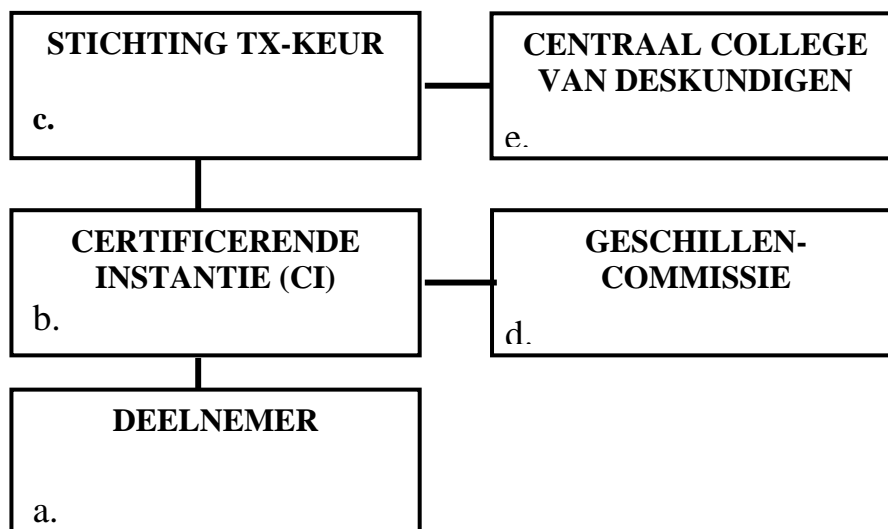 STICHTING TX-KEUR
c.
CENTRAAL COLLEGE
VAN DESKUNDIGEN
e.
CERTIFICERENDE
INSTANTIE (CI)
b.
GESCHILLEN-
COMMISSIE
d.
DEELNEMER
a.